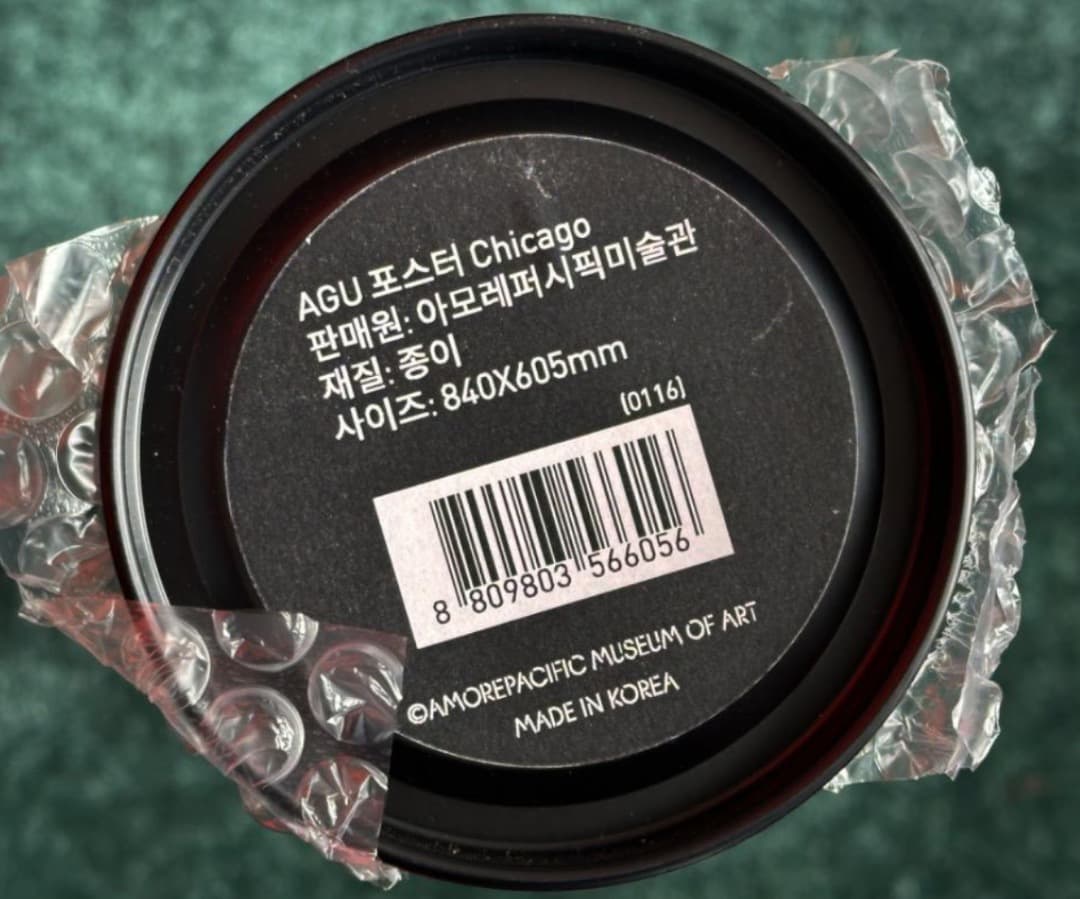 AGU 포스터 Chicago
판매원: 아모레퍼시픽미술관
재질: 종이
사이즈: 840X605mm
(0116)
8 809803 566056
©AMOREPACIFIC MUSEUM OF ART
MADE IN KOREA